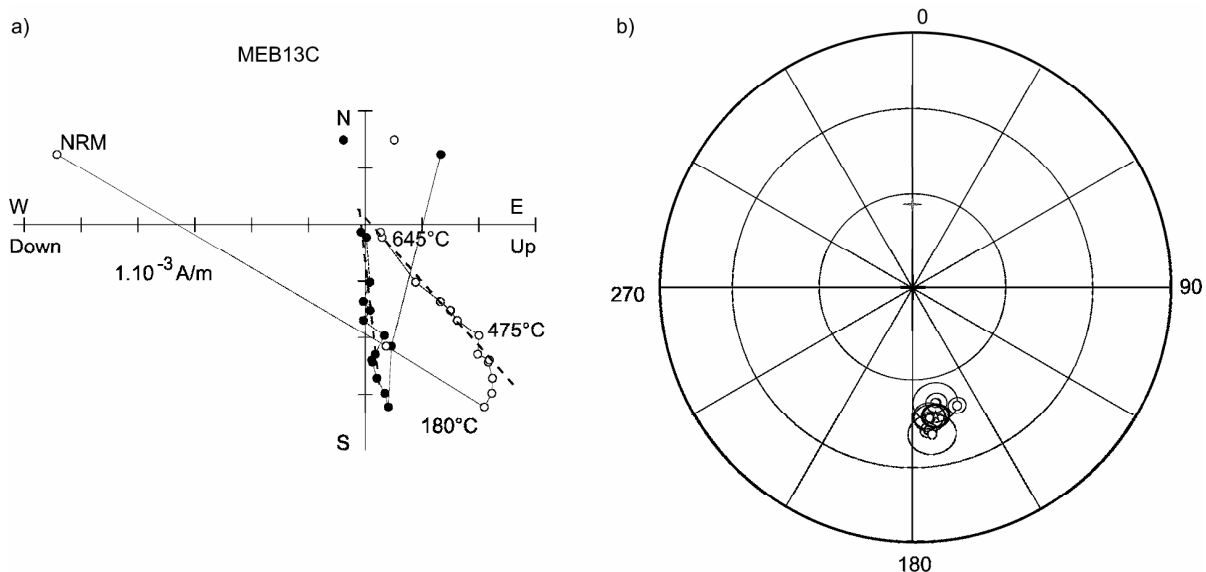 a)
MEB13C
N
NRM
W
E
Down
Up
645°C
1.10⁻³ A/m
475°C
180°C
S
b)
0
270
90
180